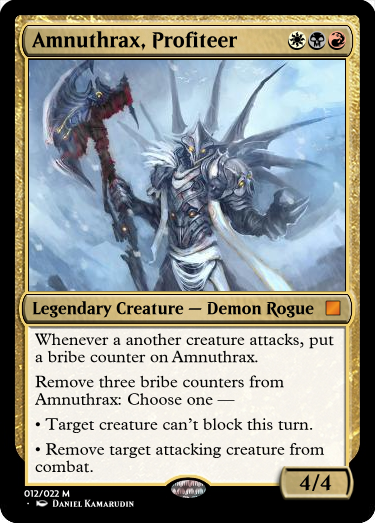 Amnuthrax, Profiteer
Legendary Creature — Demon Rogue
Whenever a another creature attacks, put
a bribe counter on Amnuthrax.
Remove three bribe counters from
Amnuthrax: Choose one —
• Target creature can't block this turn.
• Remove target attacking creature from
combat.
4/4
012/022 M
· Daniel Kamarudin